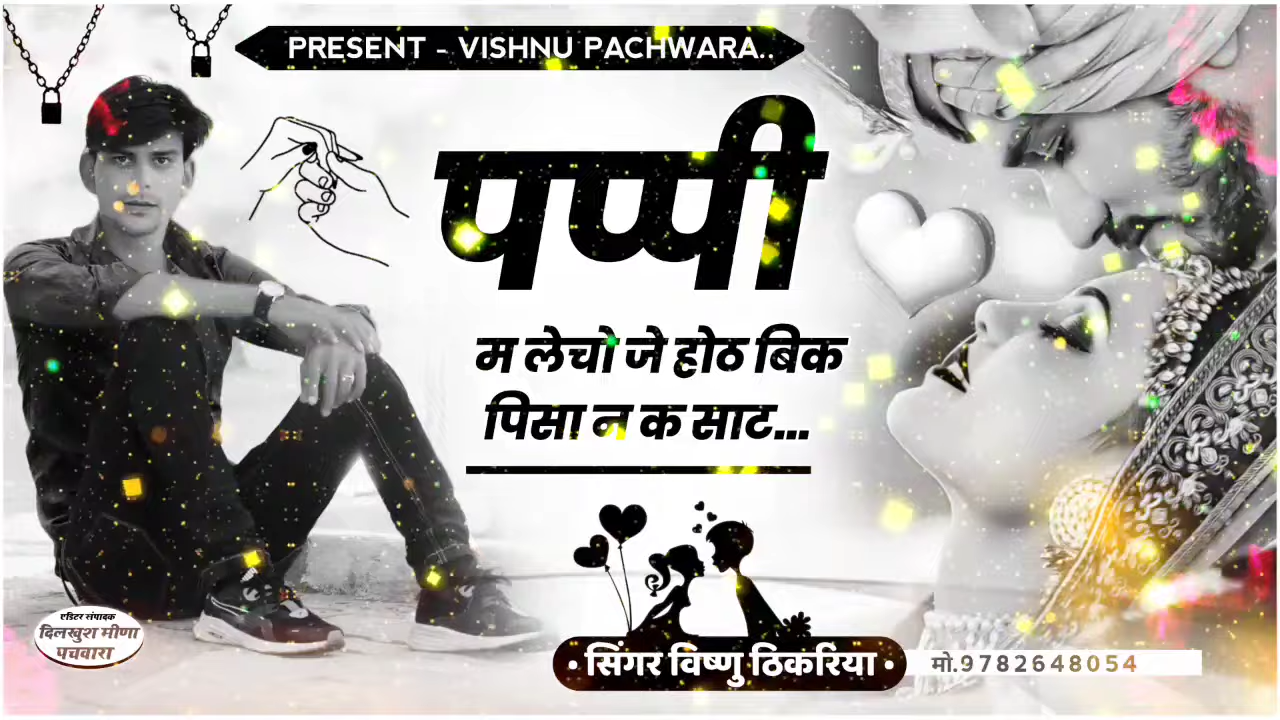 PRESENT - VISHNU PACHWARA..
पप्पी
म लेचो जे होठ बिक
पिसा न क साट...
एडिटर संपादक
दिलखुश मीणा
पचवारा
• सिंगर विष्णु ठिकरिया •
मो.9782648054